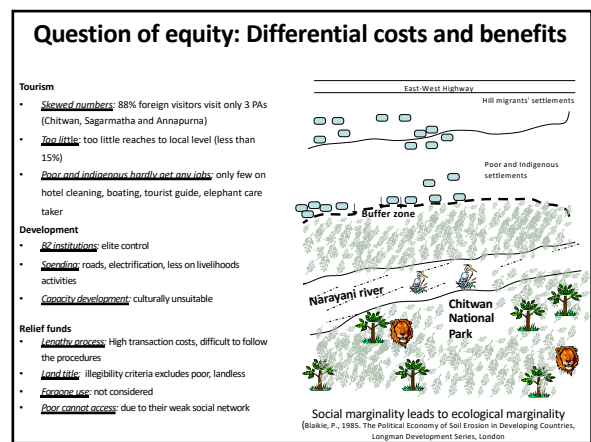 Question of equity: Differential costs and benefits
Tourism
• Skewed numbers: 88% foreign visitors visit only 3 PAs
(Chitwan, Sagarmatha and Annapurna)
• Too little: too little reaches to local level (less than
15%)
• Poor and indigenous hardly get any jobs: only few on
hotel cleaning, boating, tourist guide, elephant care
taker
Development
• BZ institutions: elite control
• Spending: roads, electrification, less on livelihoods
activities
• Capacity development: culturally unsuitable
Relief funds
• Lengthy process: High transaction costs, difficult to follow
the procedures
• Land title: illegibility criteria excludes poor, landless
• Forgone use: not considered
• Poor cannot access: due to their weak social network
East-West Highway
Hill migrants' settlements
Poor and Indigenous
settlements
Buffer zone
Narayani river
Chitwan
National
Park
Social marginality leads to ecological marginality
(Blaikie, P., 1985. The Political Economy of Soil Erosion in Developing Countries,
Longman Development Series, London